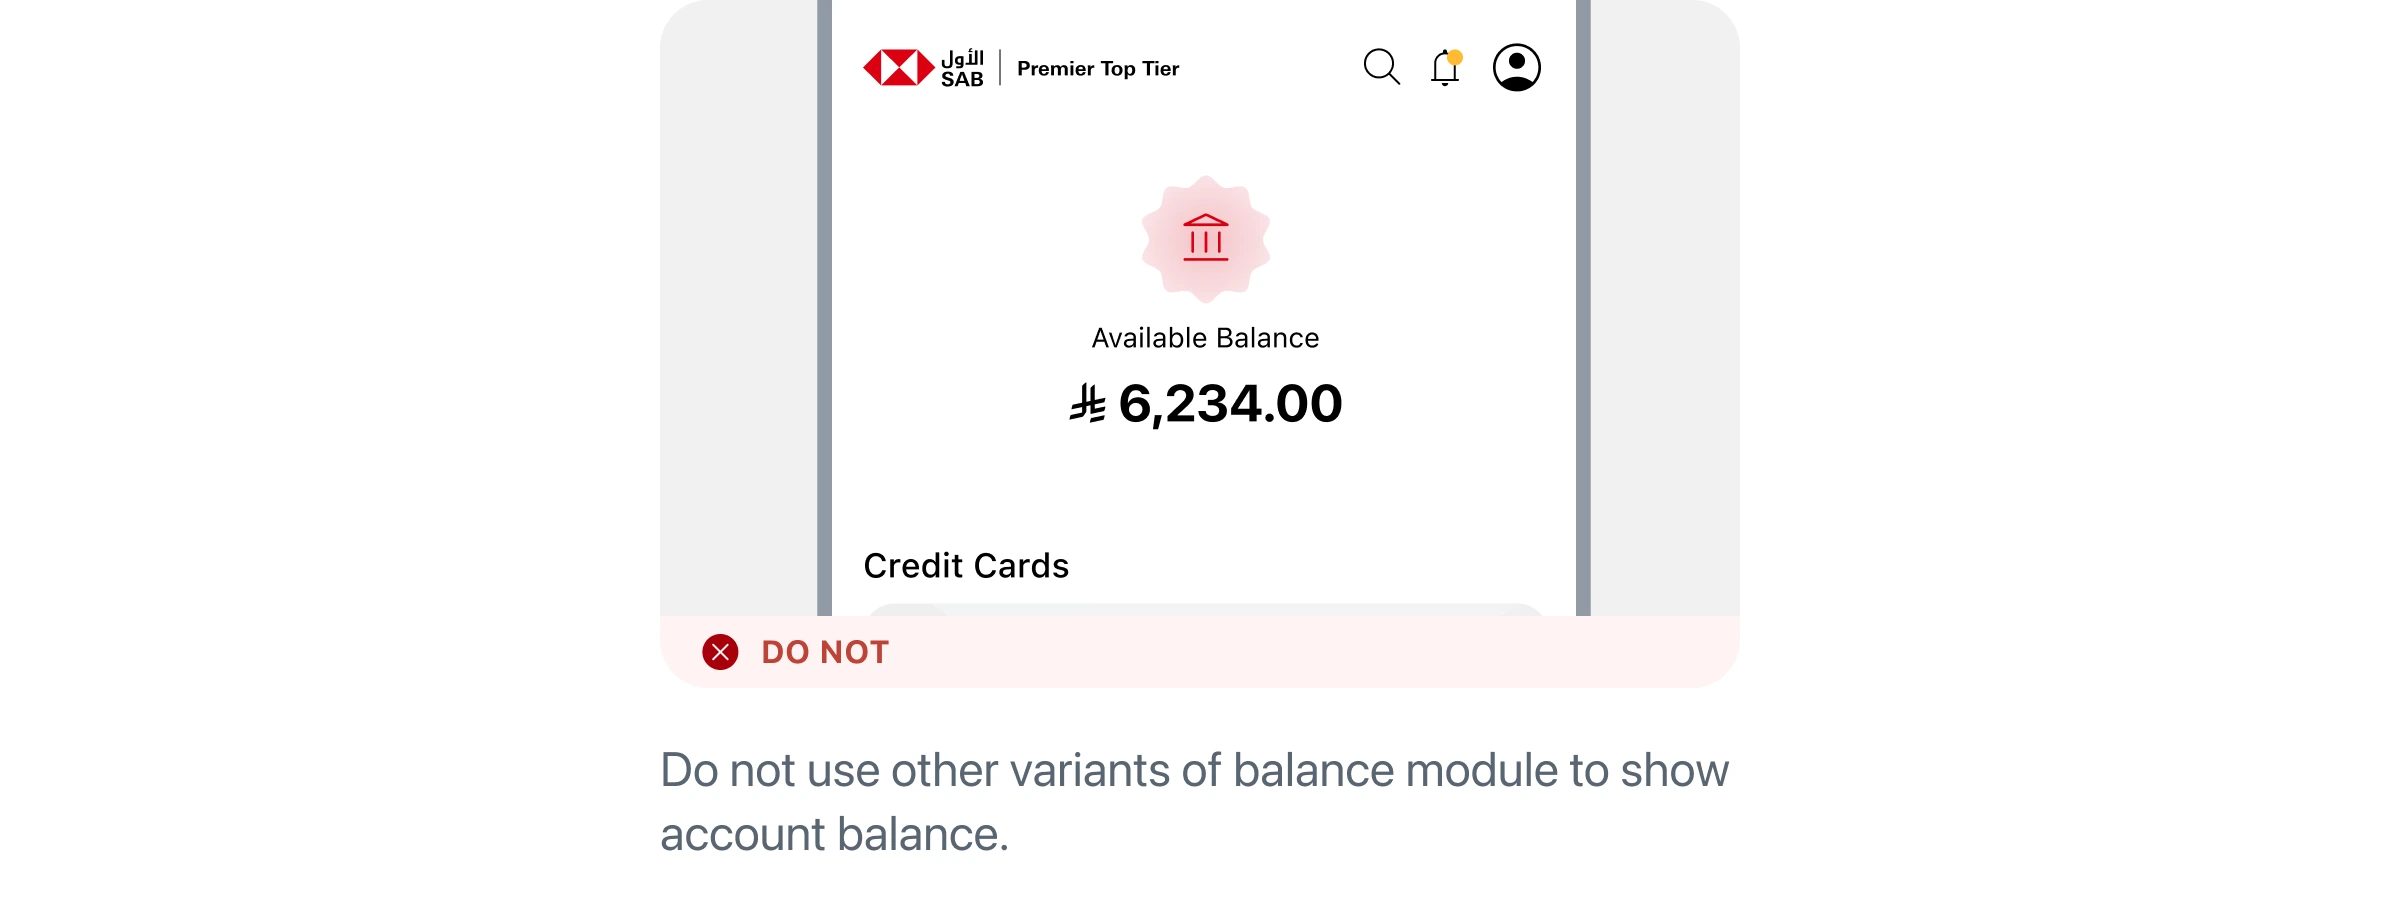 الأول
SAB
Premier Top Tier
Available Balance
⃁ 6,234.00
Credit Cards
DO NOT
Do not use other variants of balance module to show
account balance.